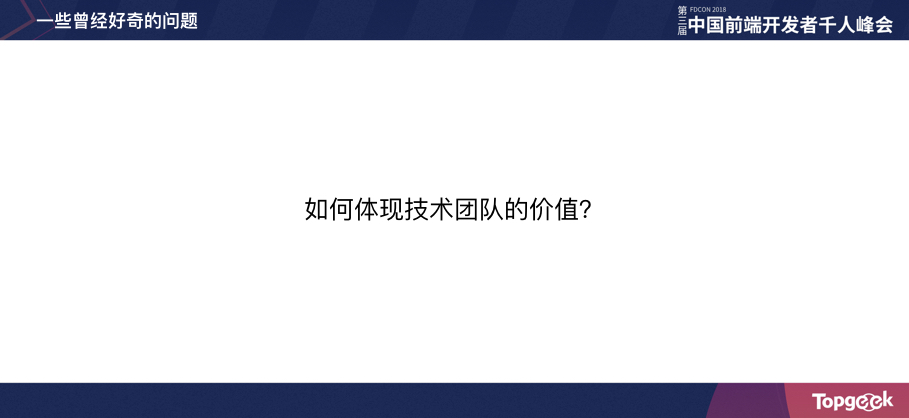 一些曾经好奇的问题
第三届
FDCON 2018
中国前端开发者千人峰会
如何体现技术团队的价值?
Topgeek